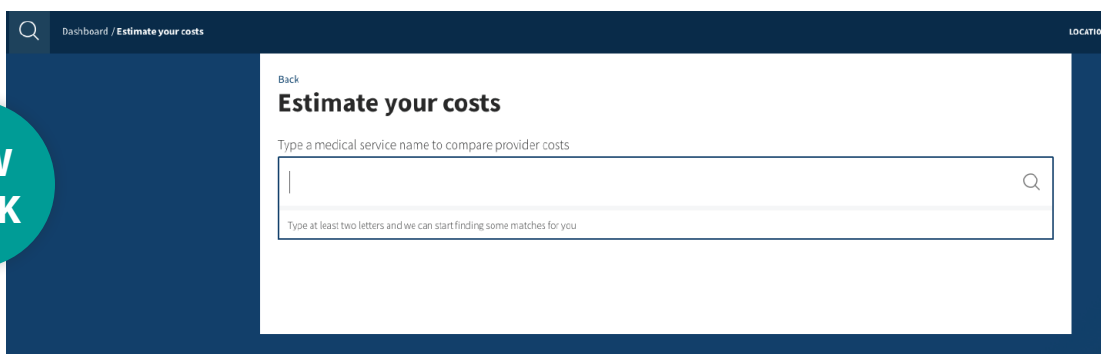 Dashboard / Estimate your costs
Back
Estimate your costs
Type a medical service name to compare provider costs
Type at least two letters and we can start finding some matches for you